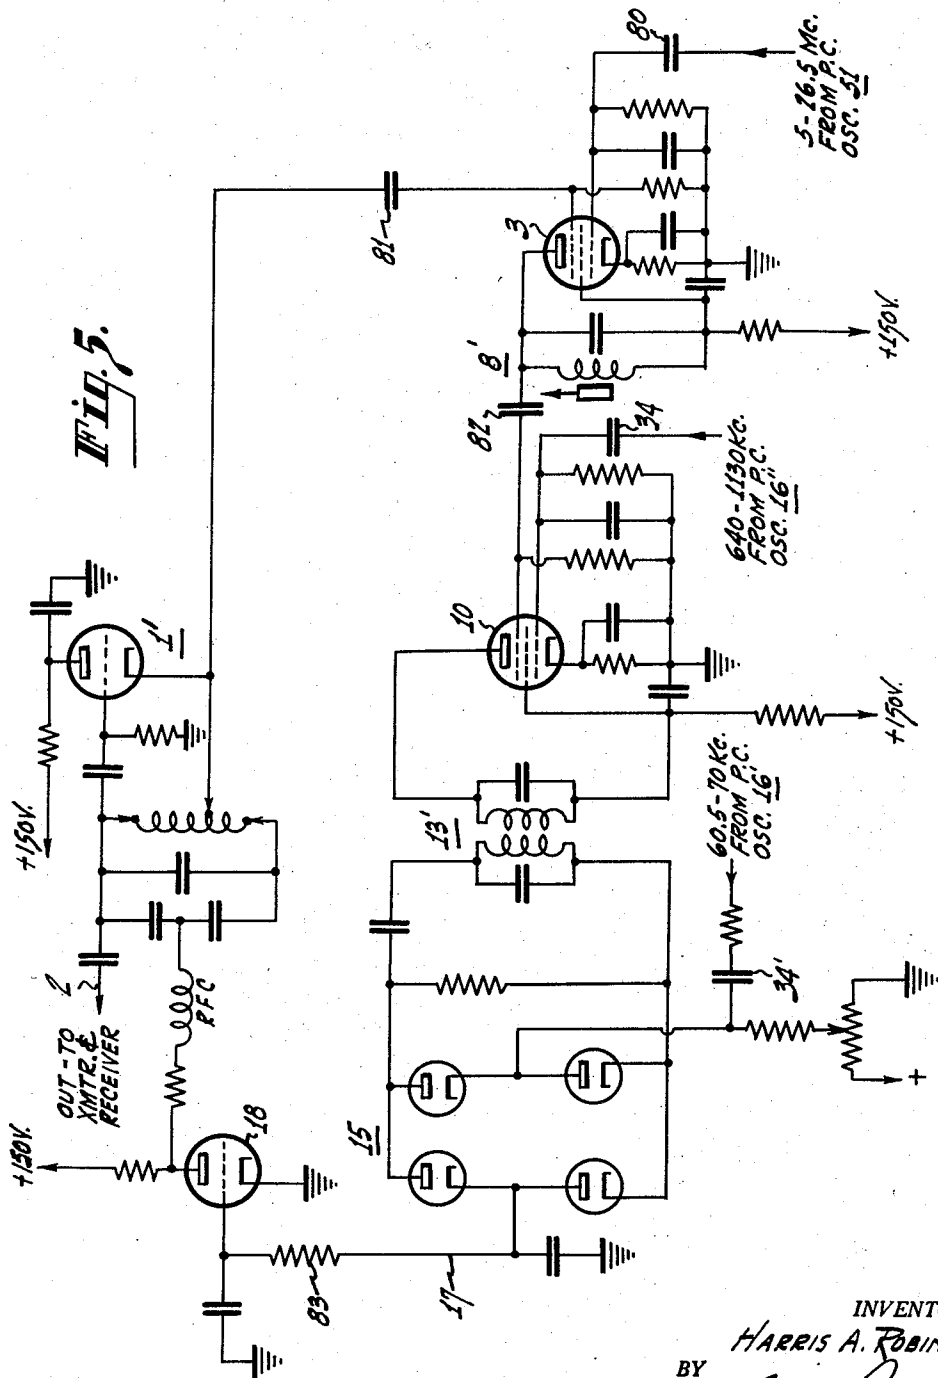 Fig. 5.
+150V.
1'
2
OUT-TO
XMTR. &
RECEIVER
RFC
+150V.
18
83
17
15
13'
10
82
8'
3
81
80
5-26.5 Mc.
FROM P.C.
OSC. 51
34
640-1130Kc.
FROM P.C.
OSC. 16"
+150V.
+150V.
60.5-70Kc.
FROM P.C.
OSC. 16'
34'
+
INVENT
HARRIS A. ROBIN
BY